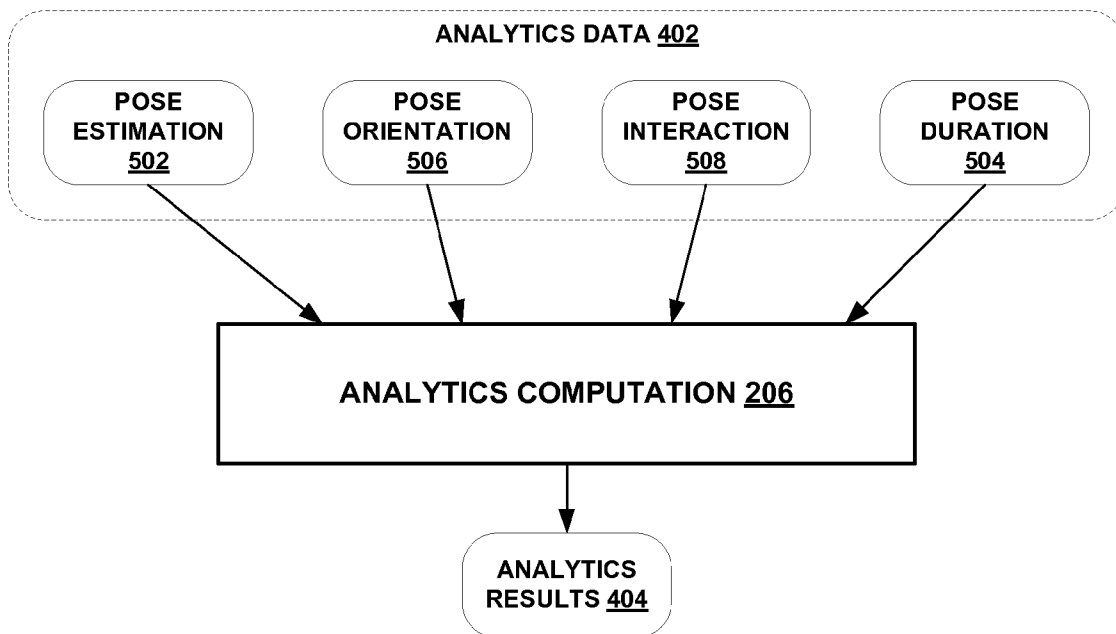 ANALYTICS DATA 402
POSE
ESTIMATION
502
POSE
ORIENTATION
506
POSE
INTERACTION
508
POSE
DURATION
504
ANALYTICS COMPUTATION 206
ANALYTICS
RESULTS 404